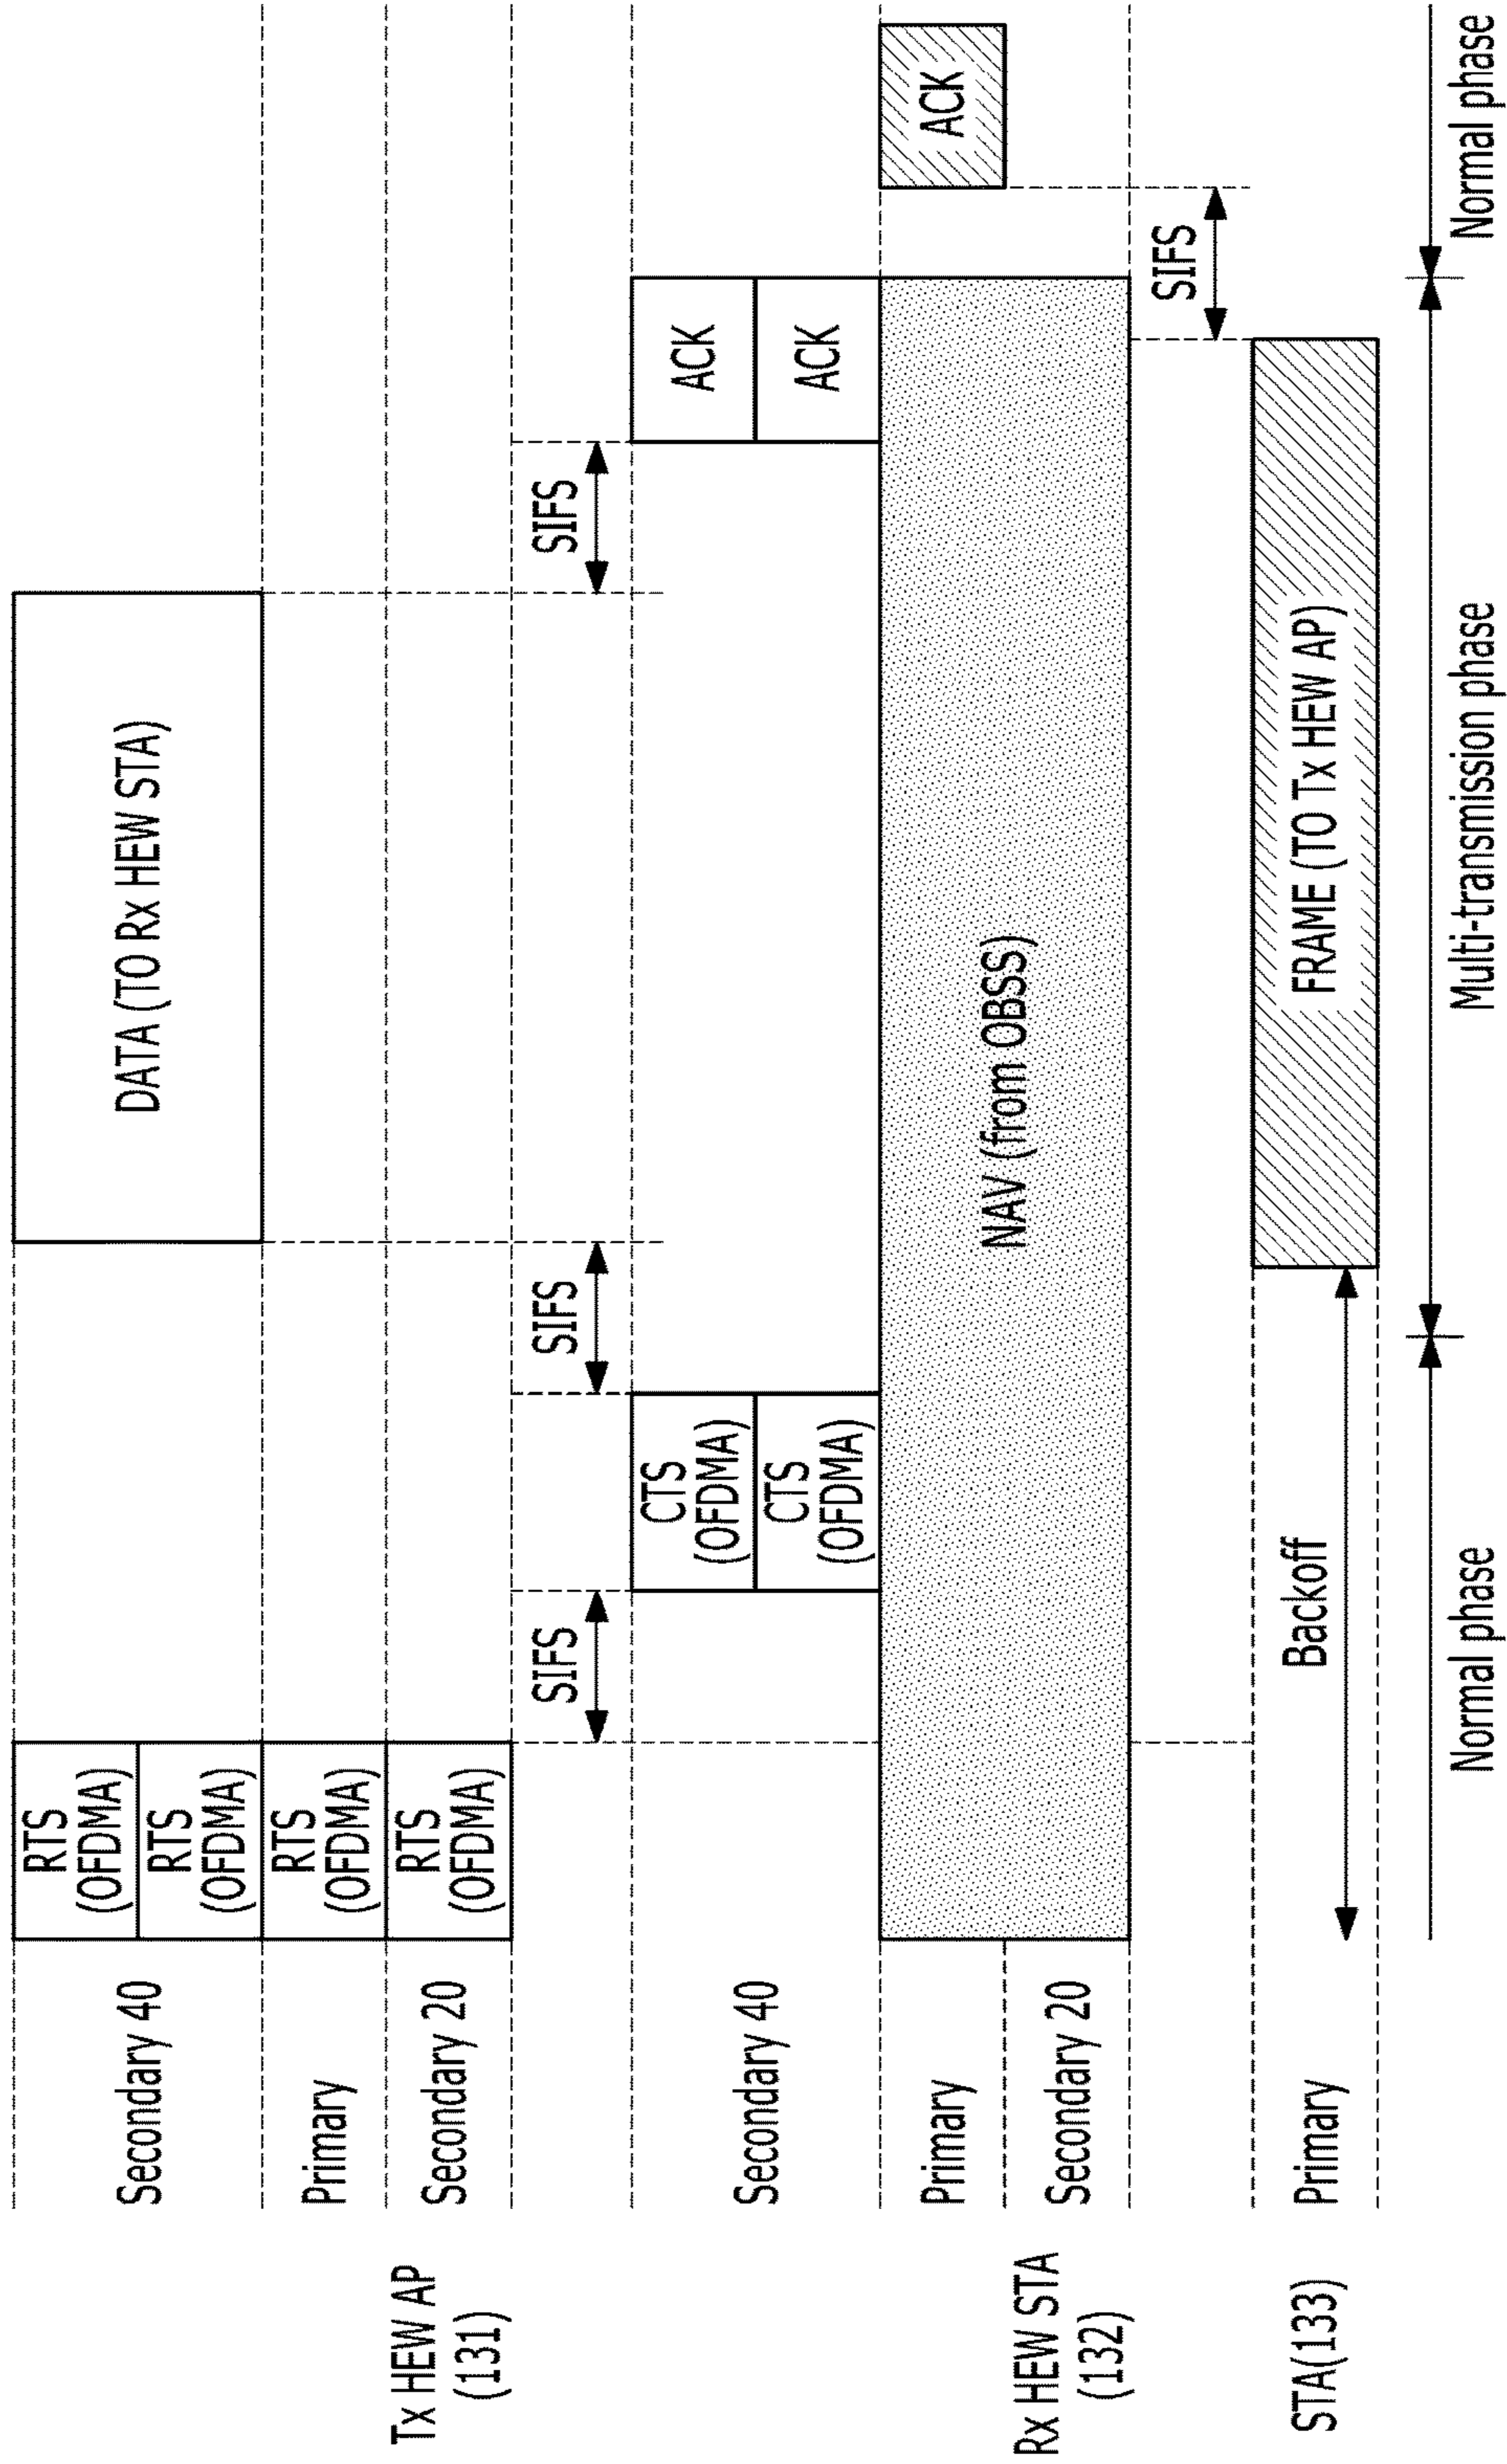 Tx HEW AP
(131)
Secondary 40
Primary
Secondary 20
RTS
(OFDMA)
RTS
(OFDMA)
RTS
(OFDMA)
RTS
(OFDMA)
DATA (TO Rx HEW STA)
SIFS
SIFS
SIFS
Rx HEW STA
(132)
Secondary 40
Primary
Secondary 20
CTS
(OFDMA)
CTS
(OFDMA)
ACK
ACK
NAV (from OBSS)
ACK
SIFS
STA(133)
Primary
Backoff
FRAME (TO Tx HEW AP)
Normal phase
Multi-transmission phase
Normal phase